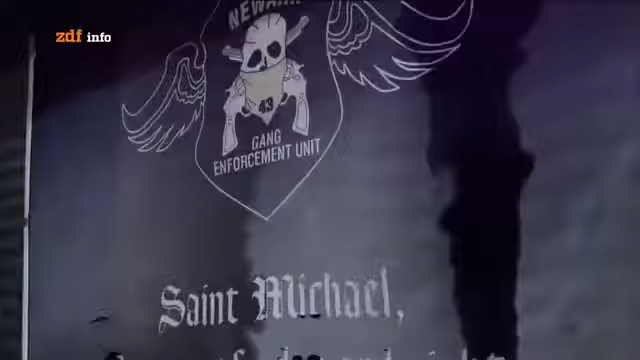 zdf info
NEWARK
43
GANG
ENFORCEMENT UNIT
Saint Michael,